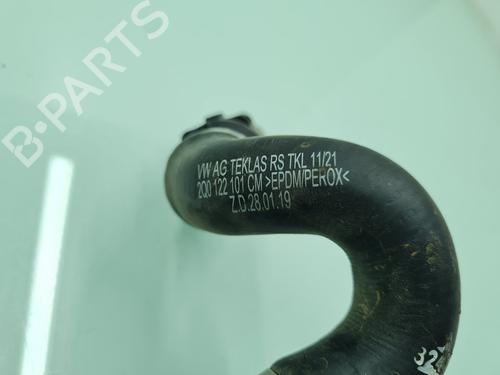 B-PARTS
VW AG TEKLAS RS TKL 11/21
2Q0 122 101 CM >EPDM/PEROX<
Z.D.28.01.19